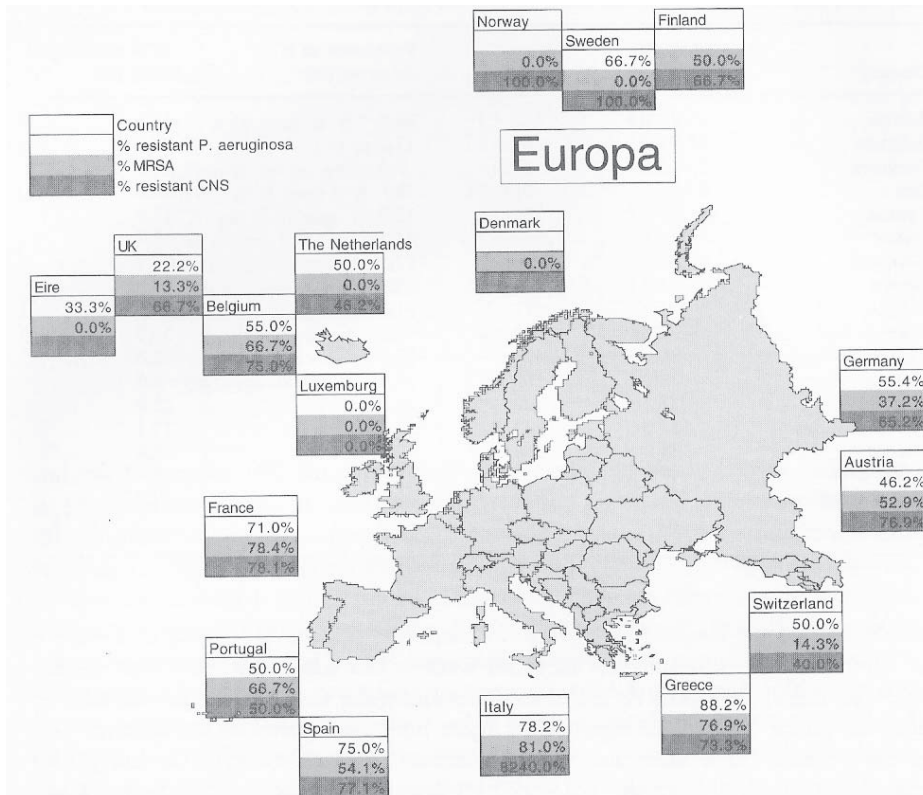 Norway
0.0%
100.0%
Sweden
66.7%
0.0%
100.0%
Finland
50.0%
66.7%
Country
% resistant P. aeruginosa
% MRSA
% resistant CNS
Europa
Denmark
0.0%
UK
22.2%
13.3%
66.7%
The Netherlands
50.0%
0.0%
48.2%
Eire
33.3%
0.0%
Belgium
55.0%
66.7%
75.0%
Luxemburg
0.0%
0.0%
0.0%
Germany
55.4%
37.2%
65.2%
Austria
46.2%
52.9%
76.9%
France
71.0%
78.4%
78.1%
Switzerland
50.0%
14.3%
40.0%
Portugal
50.0%
66.7%
50.0%
Greece
88.2%
76.9%
73.3%
Italy
78.2%
81.0%
8240.0%
Spain
75.0%
54.1%
77.1%